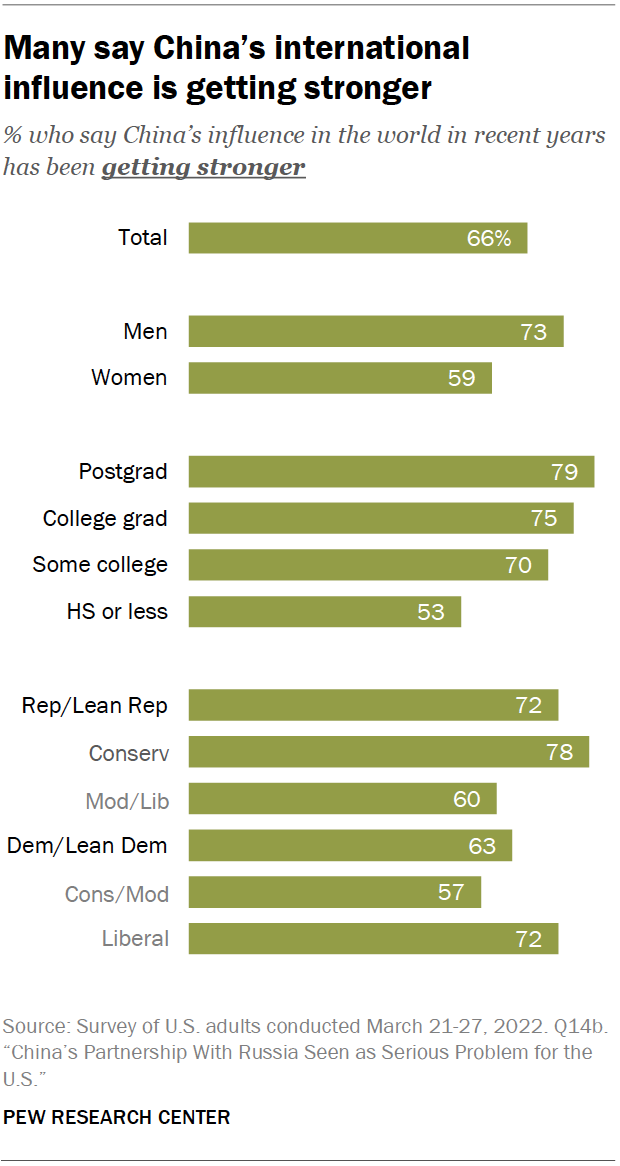 Many say China’s international
influence is getting stronger
% who say China’s influence in the world in recent years
has been getting stronger
Total 66%
Men 73
Women 59
Postgrad 79
College grad 75
Some college 70
HS or less 53
Rep/Lean Rep 72
Conserv 78
Mod/Lib 60
Dem/Lean Dem 63
Cons/Mod 57
Liberal 72
Source: Survey of U.S. adults conducted March 21-27, 2022. Q14b.
“China’s Partnership With Russia Seen as Serious Problem for the
U.S.”
PEW RESEARCH CENTER